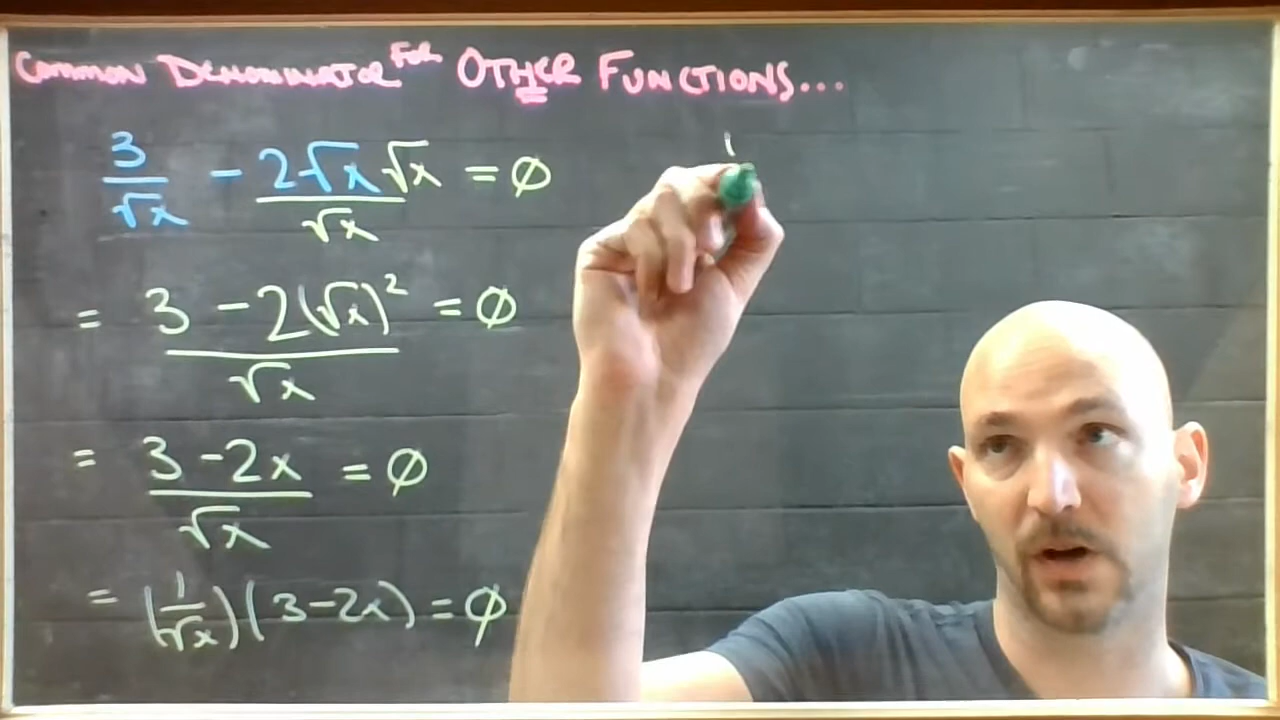 COMMON DENOMINATOR FOR OTHER FUNCTIONS...
3/√x - 2√x√x/√x = ∅
= 3 - 2(√x)²/√x = ∅
= 3 - 2x/√x = ∅
= (1/√x)(3 - 2x) = ∅